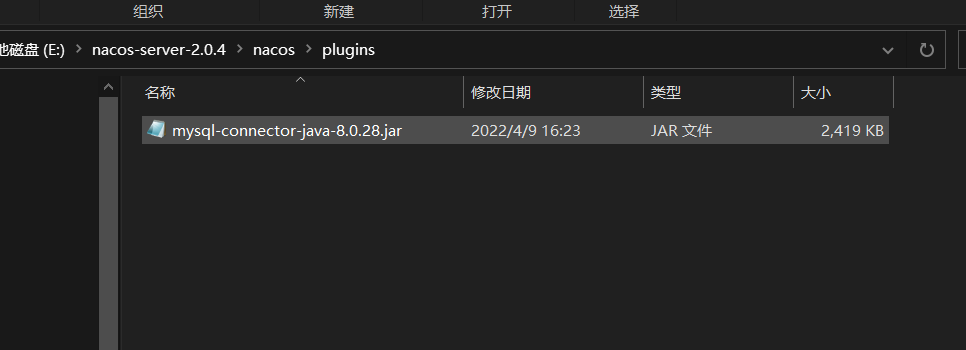 组织 新建 打开 选择
地磁盘 (E:) > nacos-server-2.0.4 > nacos > plugins
名称 修改日期 类型 大小
mysql-connector-java-8.0.28.jar 2022/4/9 16:23 JAR 文件 2,419 KB